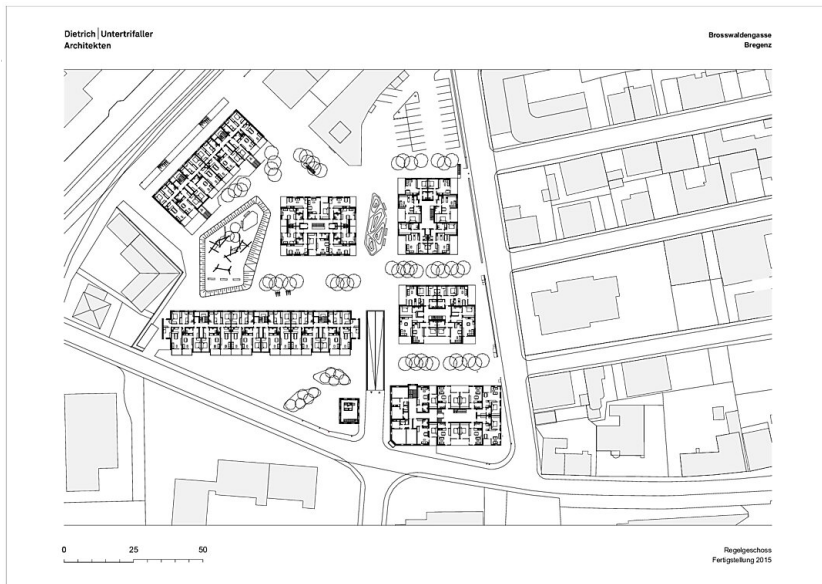 Dietrich | Untertrifaller
Architekten
Brosswaldengasse
Bregenz
0 25 50
Regelgeschoss
Fertigstellung 2015